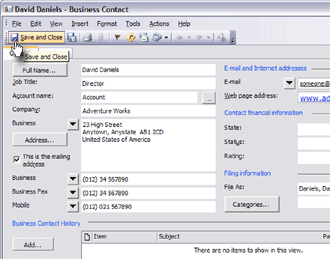 David Daniels - Business Contact
File Edit View Insert Format Tools Actions Help
Save and Close
Save and Close
Full Name... David Daniels
Job Title: Director
Account name: Account ...
Company: Adventure Works
Business 23 High Street
Anytown, Anystate AB1 2CD
United States of America
Address...
This is the mailing
address
Business (012) 34 567890
Business Fax (012) 34 567890
Mobile (012) 021 567890
Business Contact History
Add...
Item Subject
There are no items to show in this view.
E-mail and Internet addresses
E-mail someone@
Web page address:
Contact financial information
State:
Status:
Rating:
Filing information
File As: Daniels, Da
Categories...